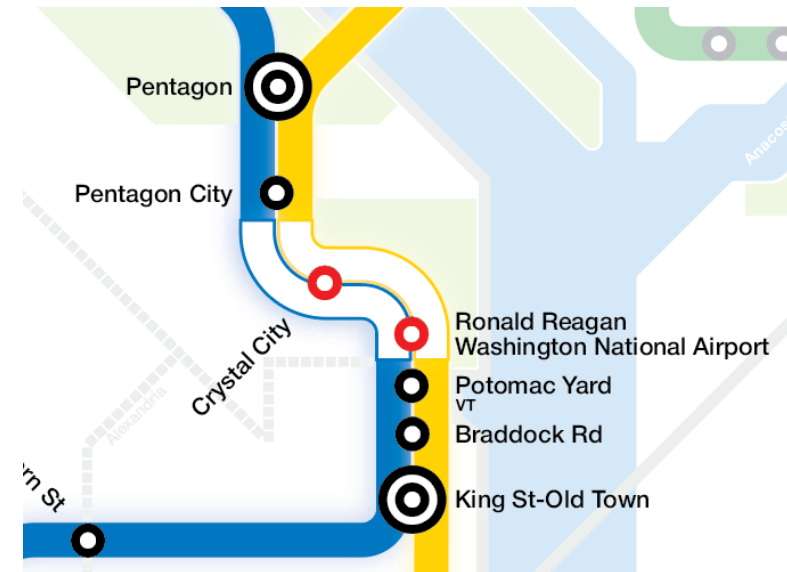 Pentagon
Anacos
Pentagon City
Crystal City
Ronald Reagan
Washington National Airport
Potomac Yard
VT
Braddock Rd
Alexandria
King St-Old Town
rn St